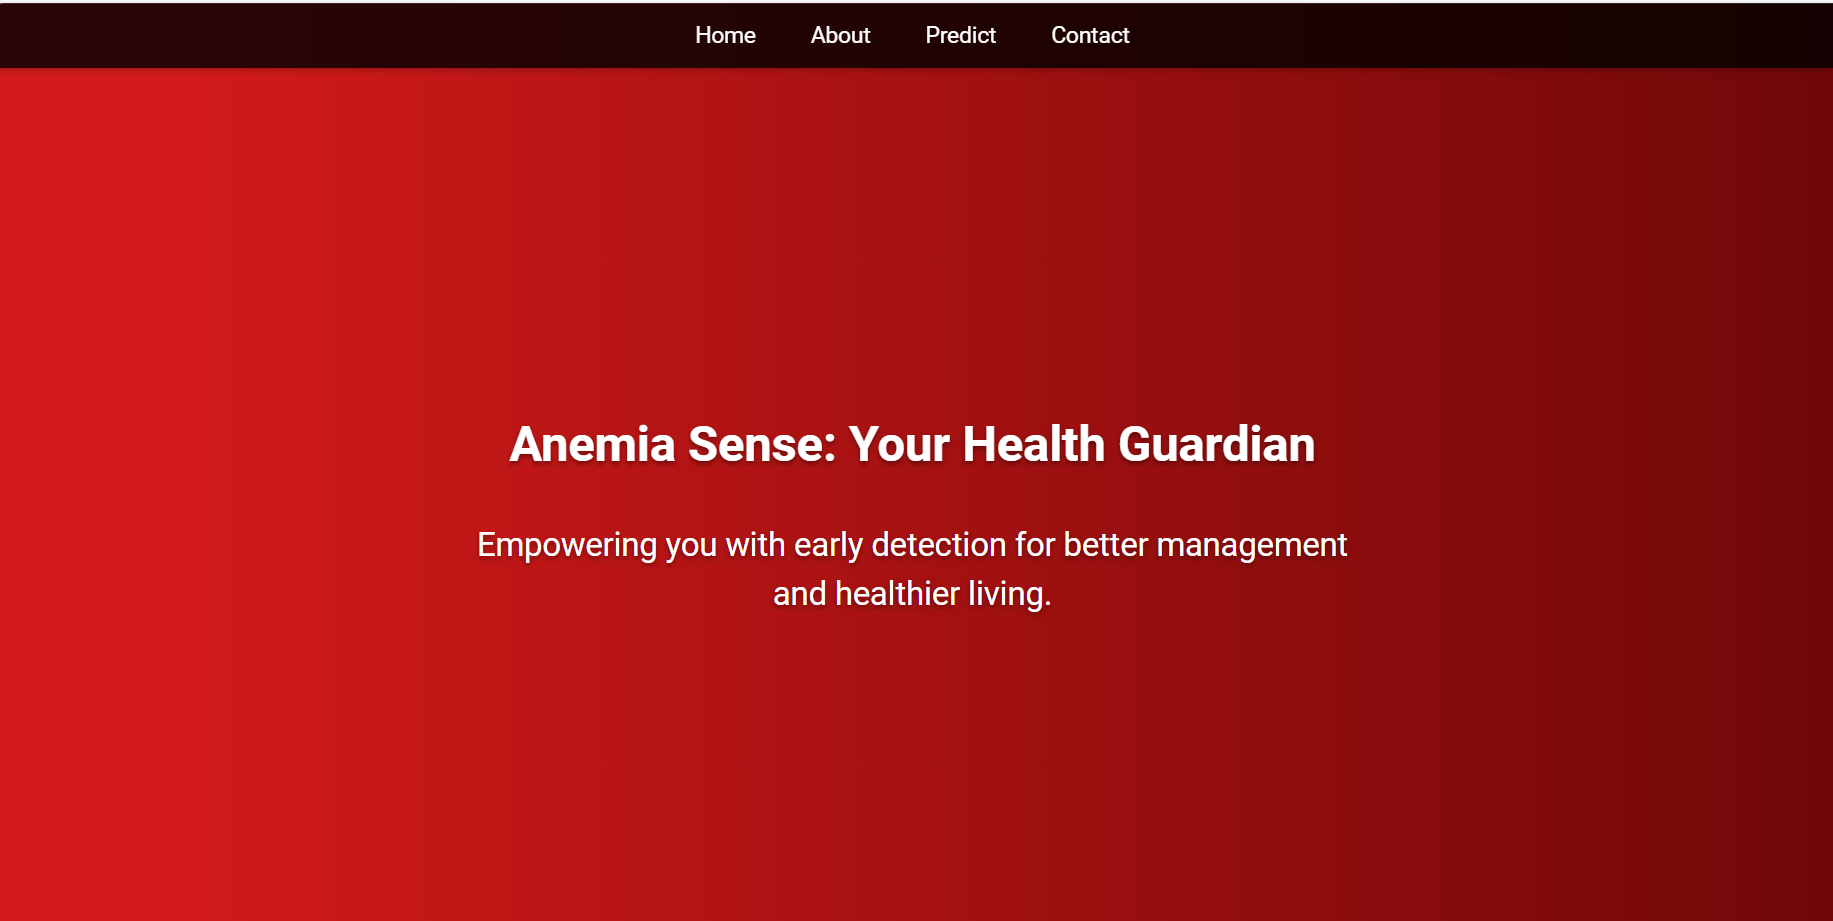 Home About Predict Contact
Anemia Sense: Your Health Guardian
Empowering you with early detection for better management
and healthier living.